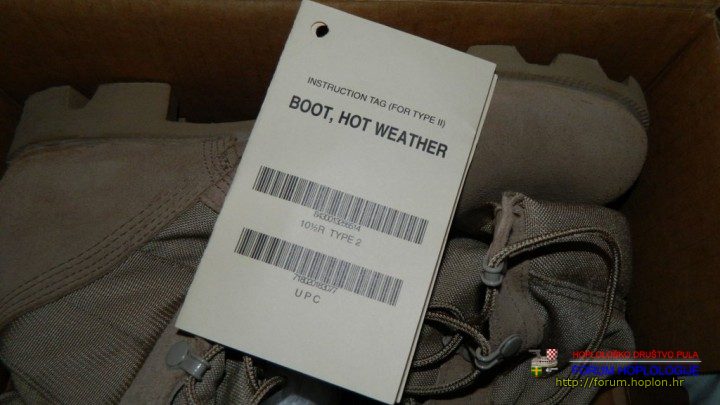 INSTRUCTION TAG (FOR TYPE II)
BOOT, HOT WEATHER
10½R TYPE 2
UPC
HOPLOLOŠKO DRUŠTVO PULA
FORUM HOPLOLOGUE
http://forum.hoplon.hr